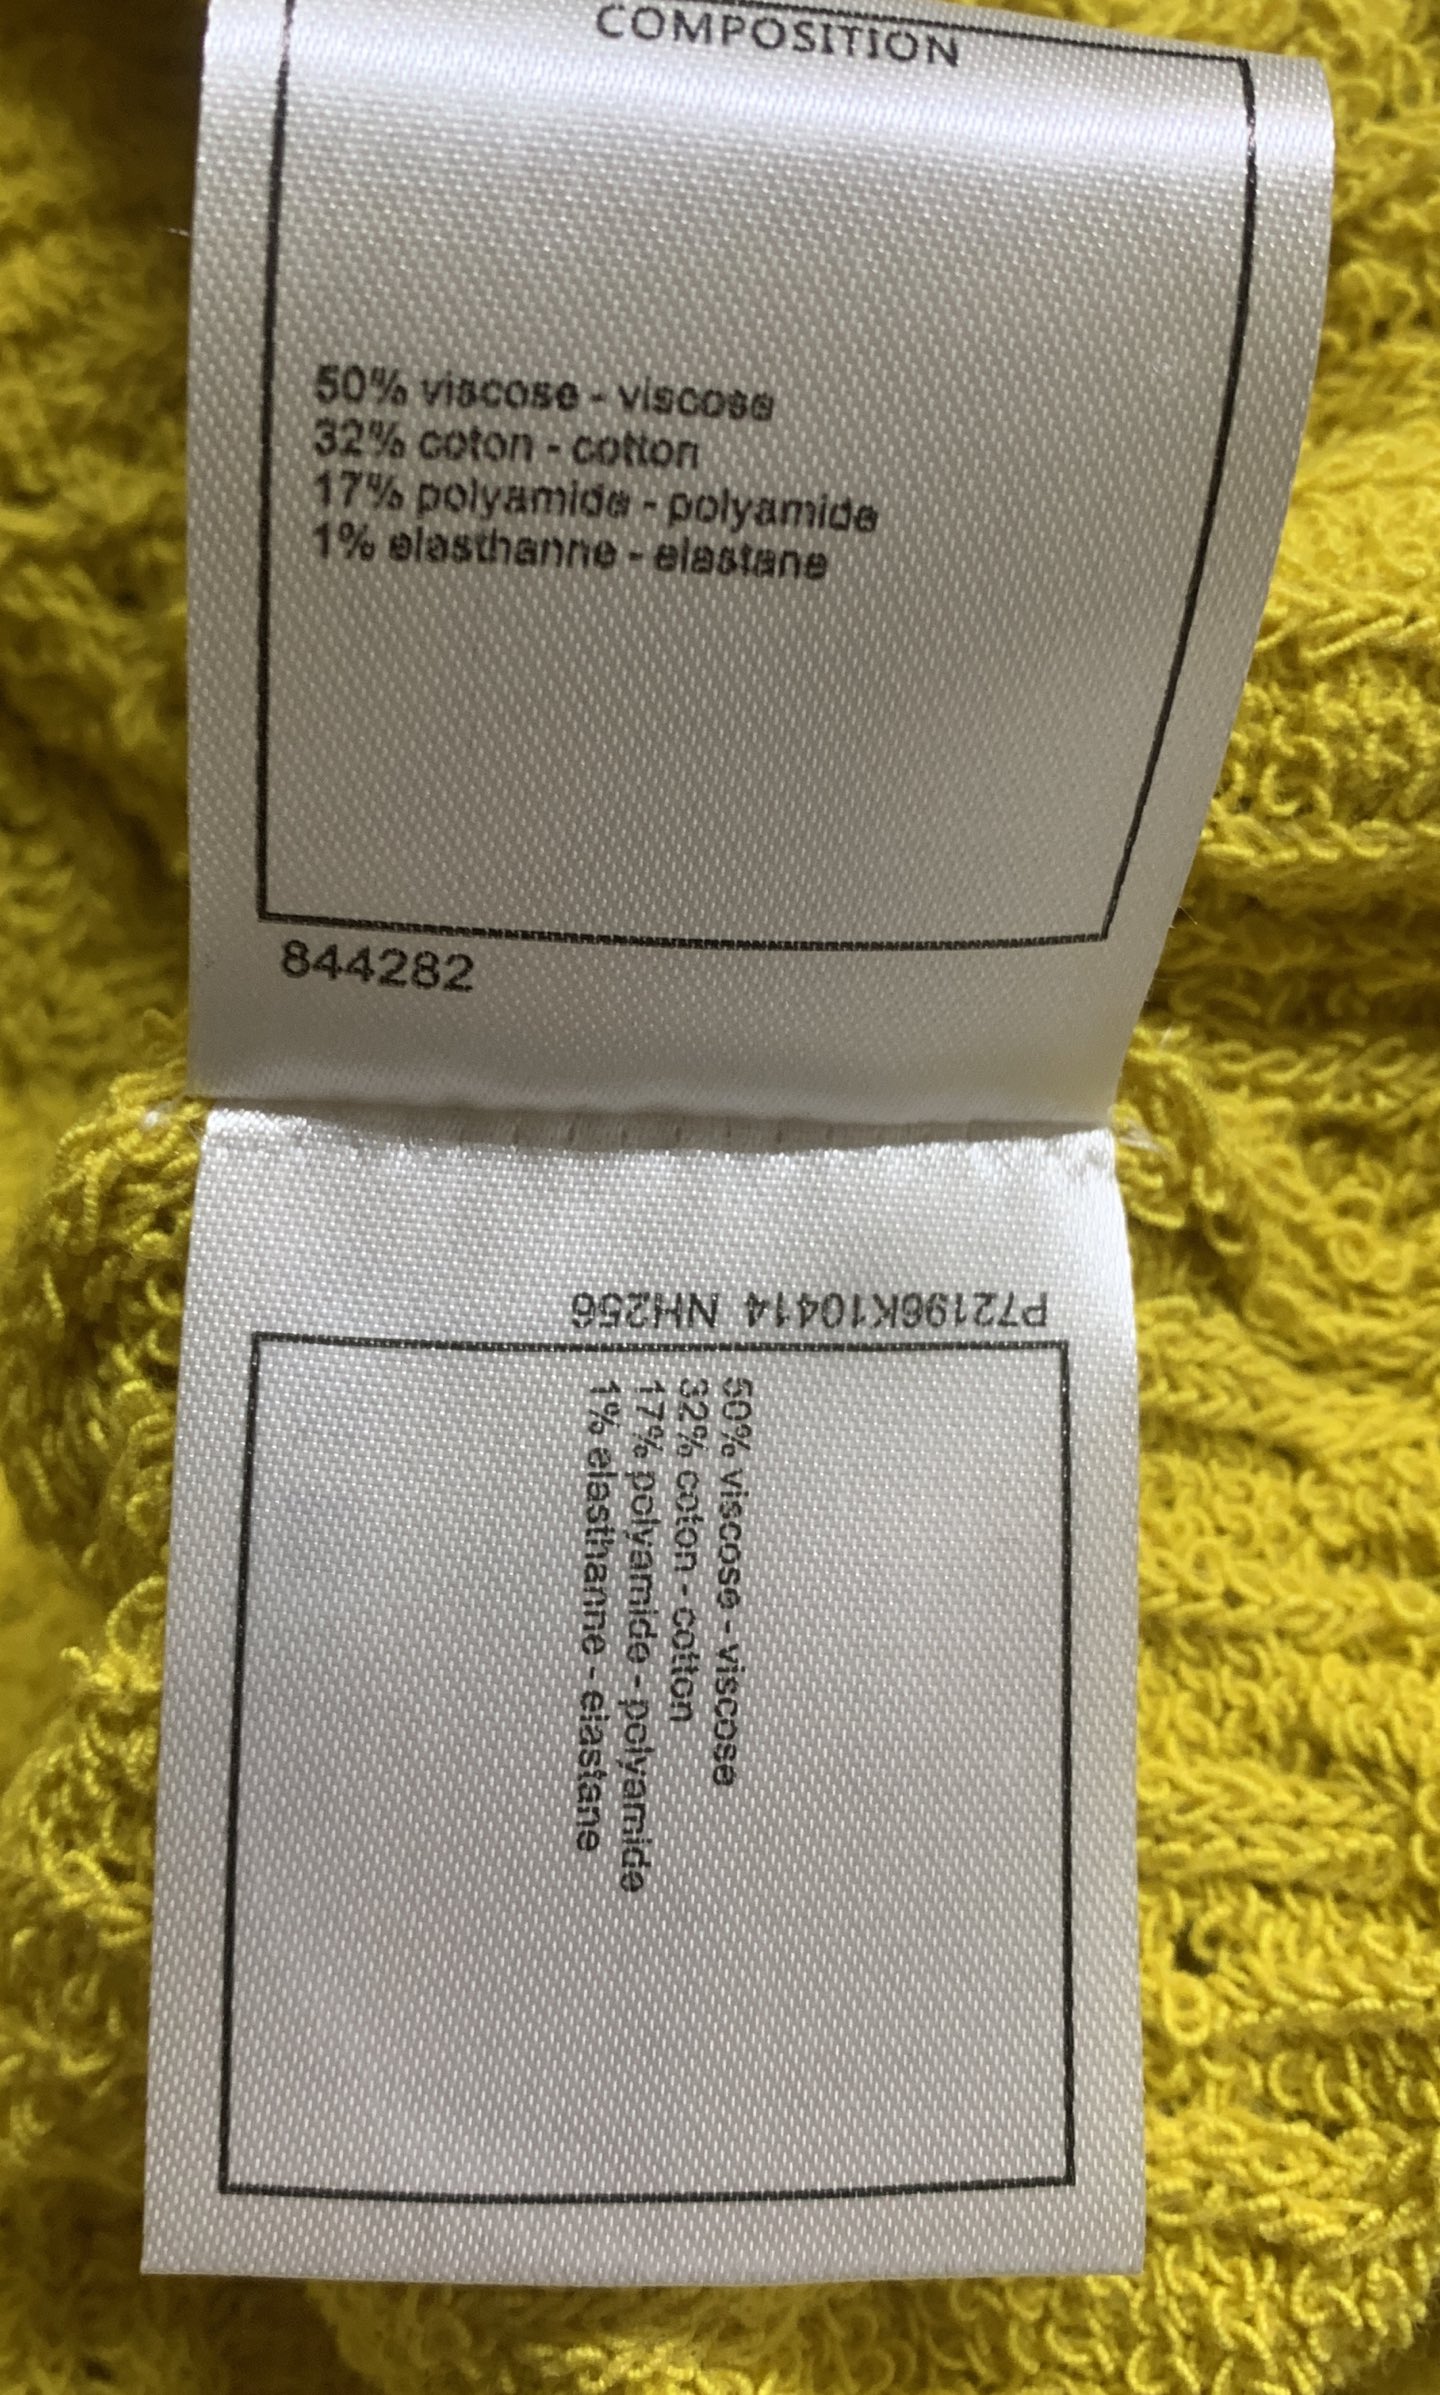 COMPOSITION
50% viscose - viscose
32% coton - cotton
17% polyamide - polyamide
1% elasthanne - elastane
844282
P72196K10414 NH256
50% viscose - viscose
32% coton - cotton
17% polyamide - polyamide
1% elasthanne - elastane